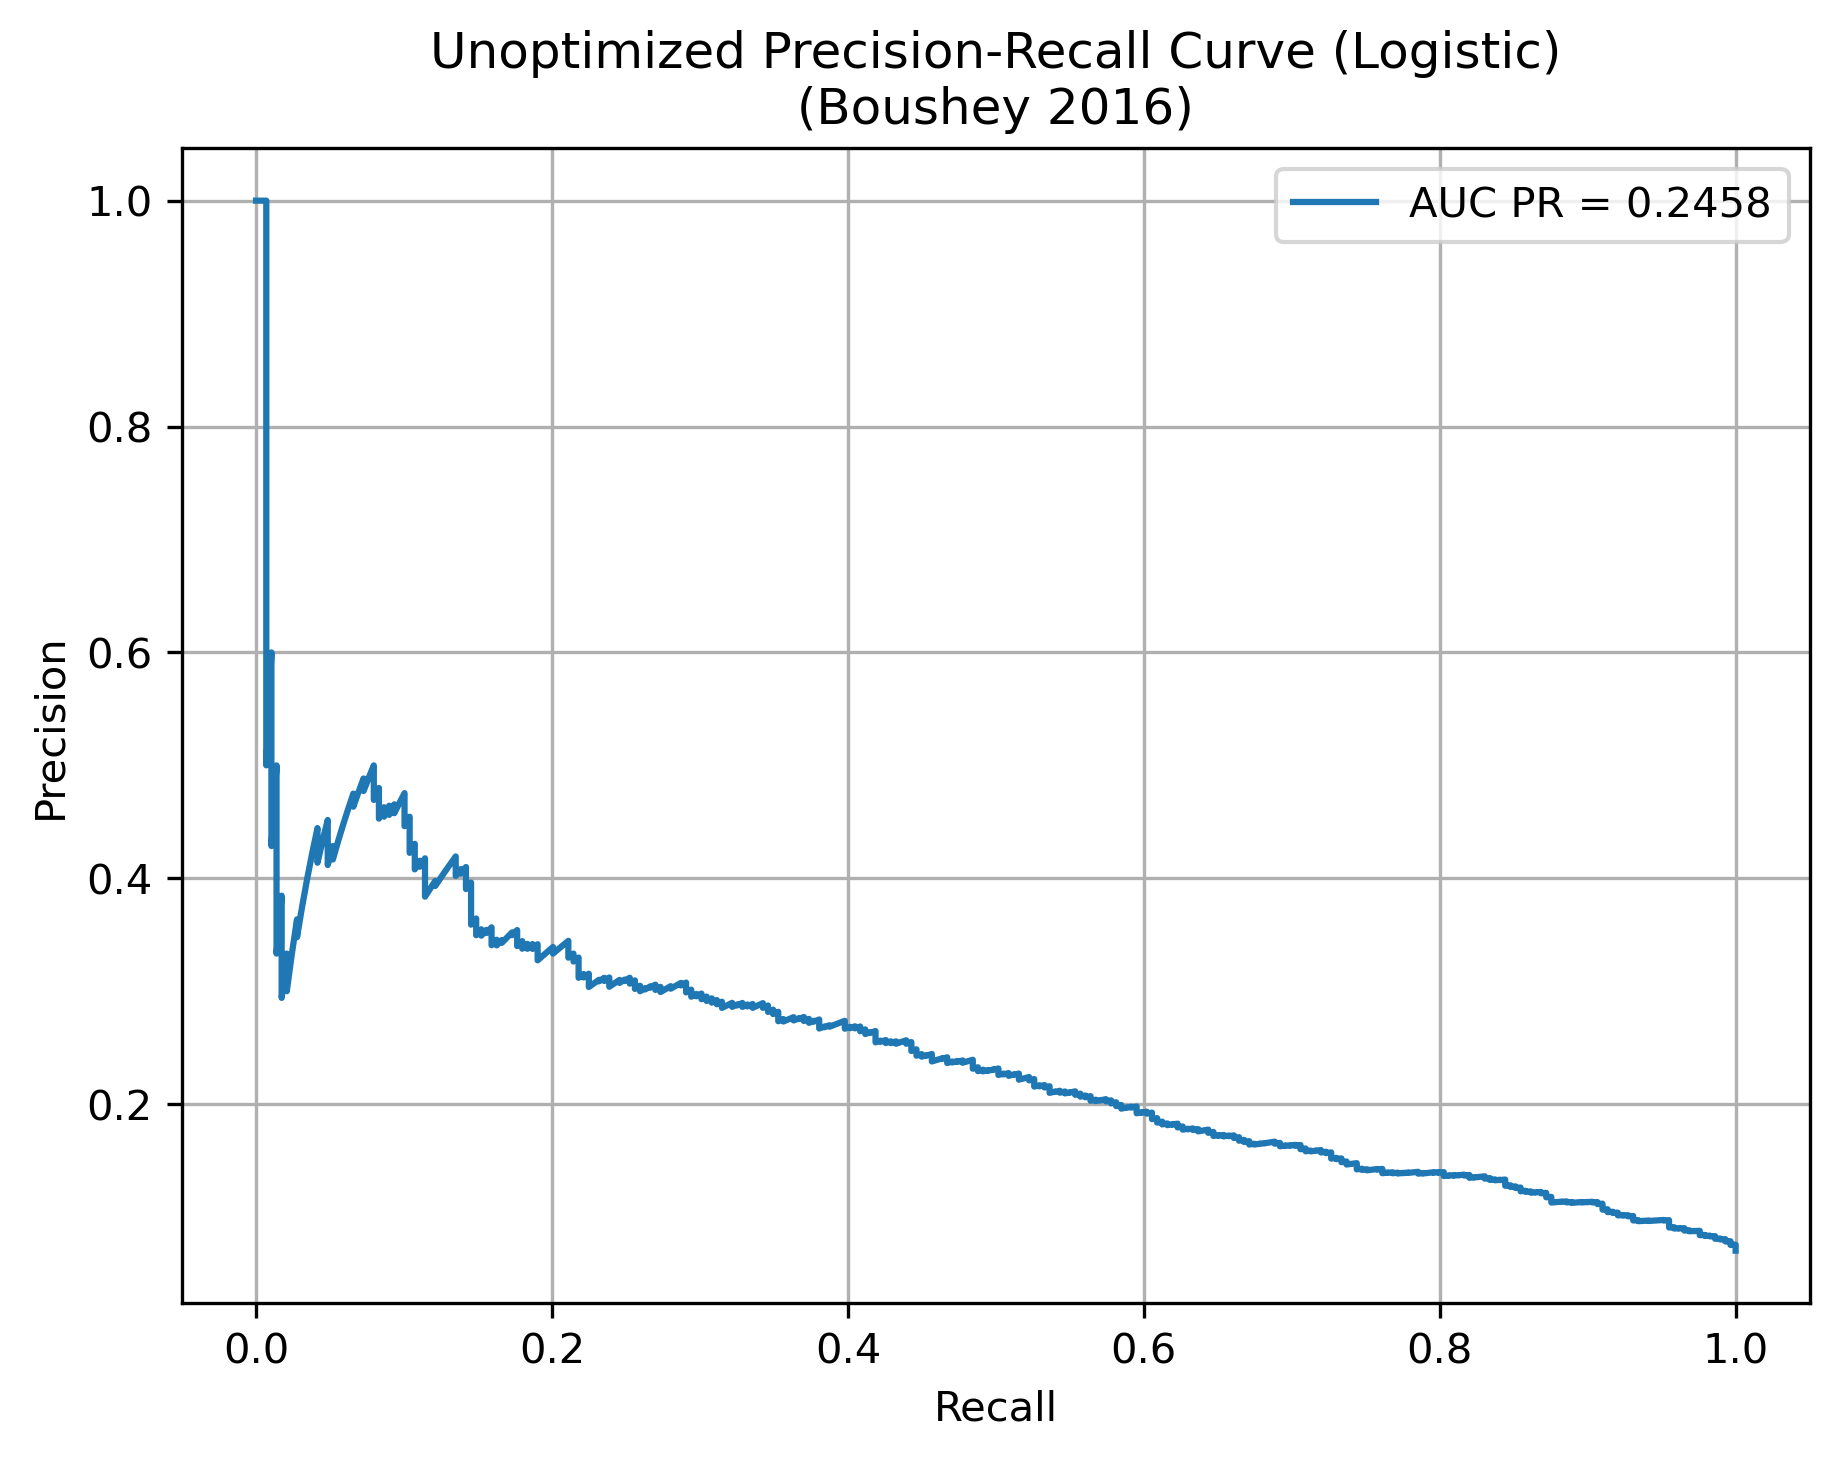 Unoptimized Precision-Recall Curve (Logistic)
(Boushey 2016)
AUC PR = 0.2458
1.0
0.8
0.6
0.4
0.2
Precision
0.0 0.2 0.4 0.6 0.8 1.0
Recall